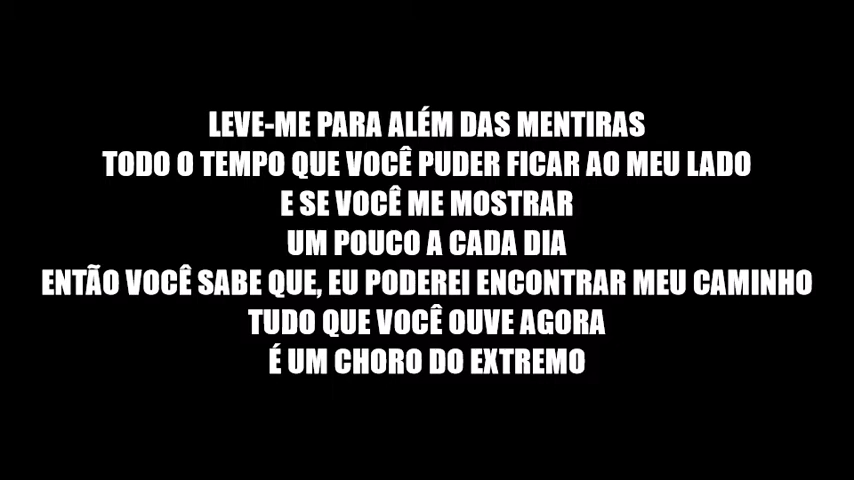 LEVE-ME PARA ALÉM DAS MENTIRAS
TODO O TEMPO QUE VOCÊ PUDER FICAR AO MEU LADO
E SE VOCÊ ME MOSTRAR
UM POUCO A CADA DIA
ENTÃO VOCÊ SABE QUE, EU PODEREI ENCONTRAR MEU CAMINHO
TUDO QUE VOCÊ OUVE AGORA
É UM CHORO DO EXTREMO